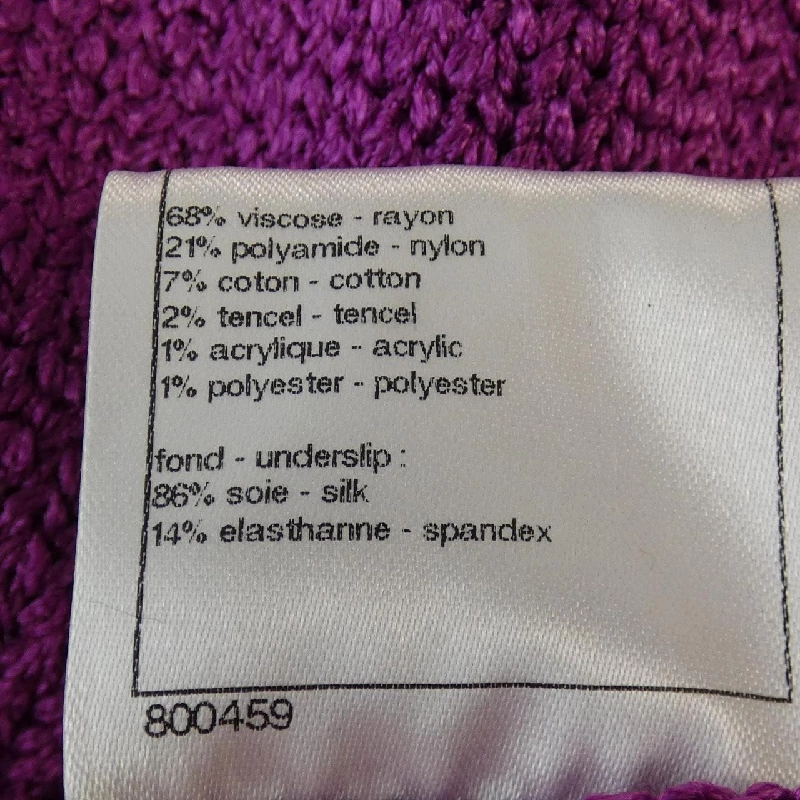 68% viscose - rayon
21% polyamide - nylon
7% coton - cotton
2% tencel - tencel
1% acrylique - acrylic
1% polyester - polyester
fond - underslip :
86% soie - silk
14% elasthanne - spandex
800459